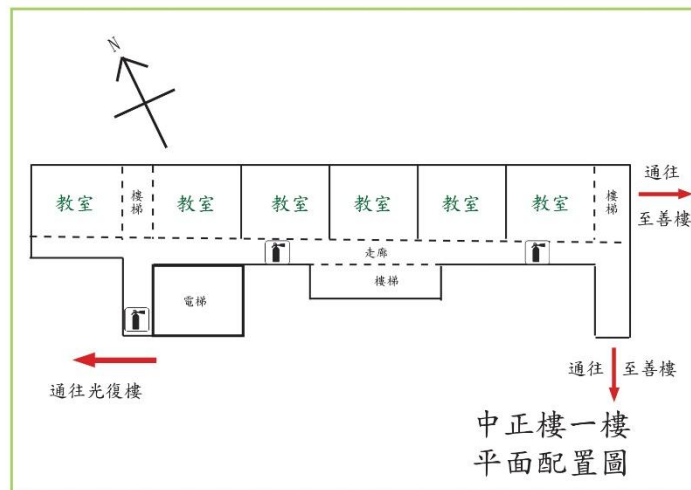 N
通往
至善樓
教室
樓梯
教室
教室
教室
教室
教室
樓梯
走廊
樓梯
電梯
通往光復樓
通往 至善樓
中正樓一樓
平面配置圖